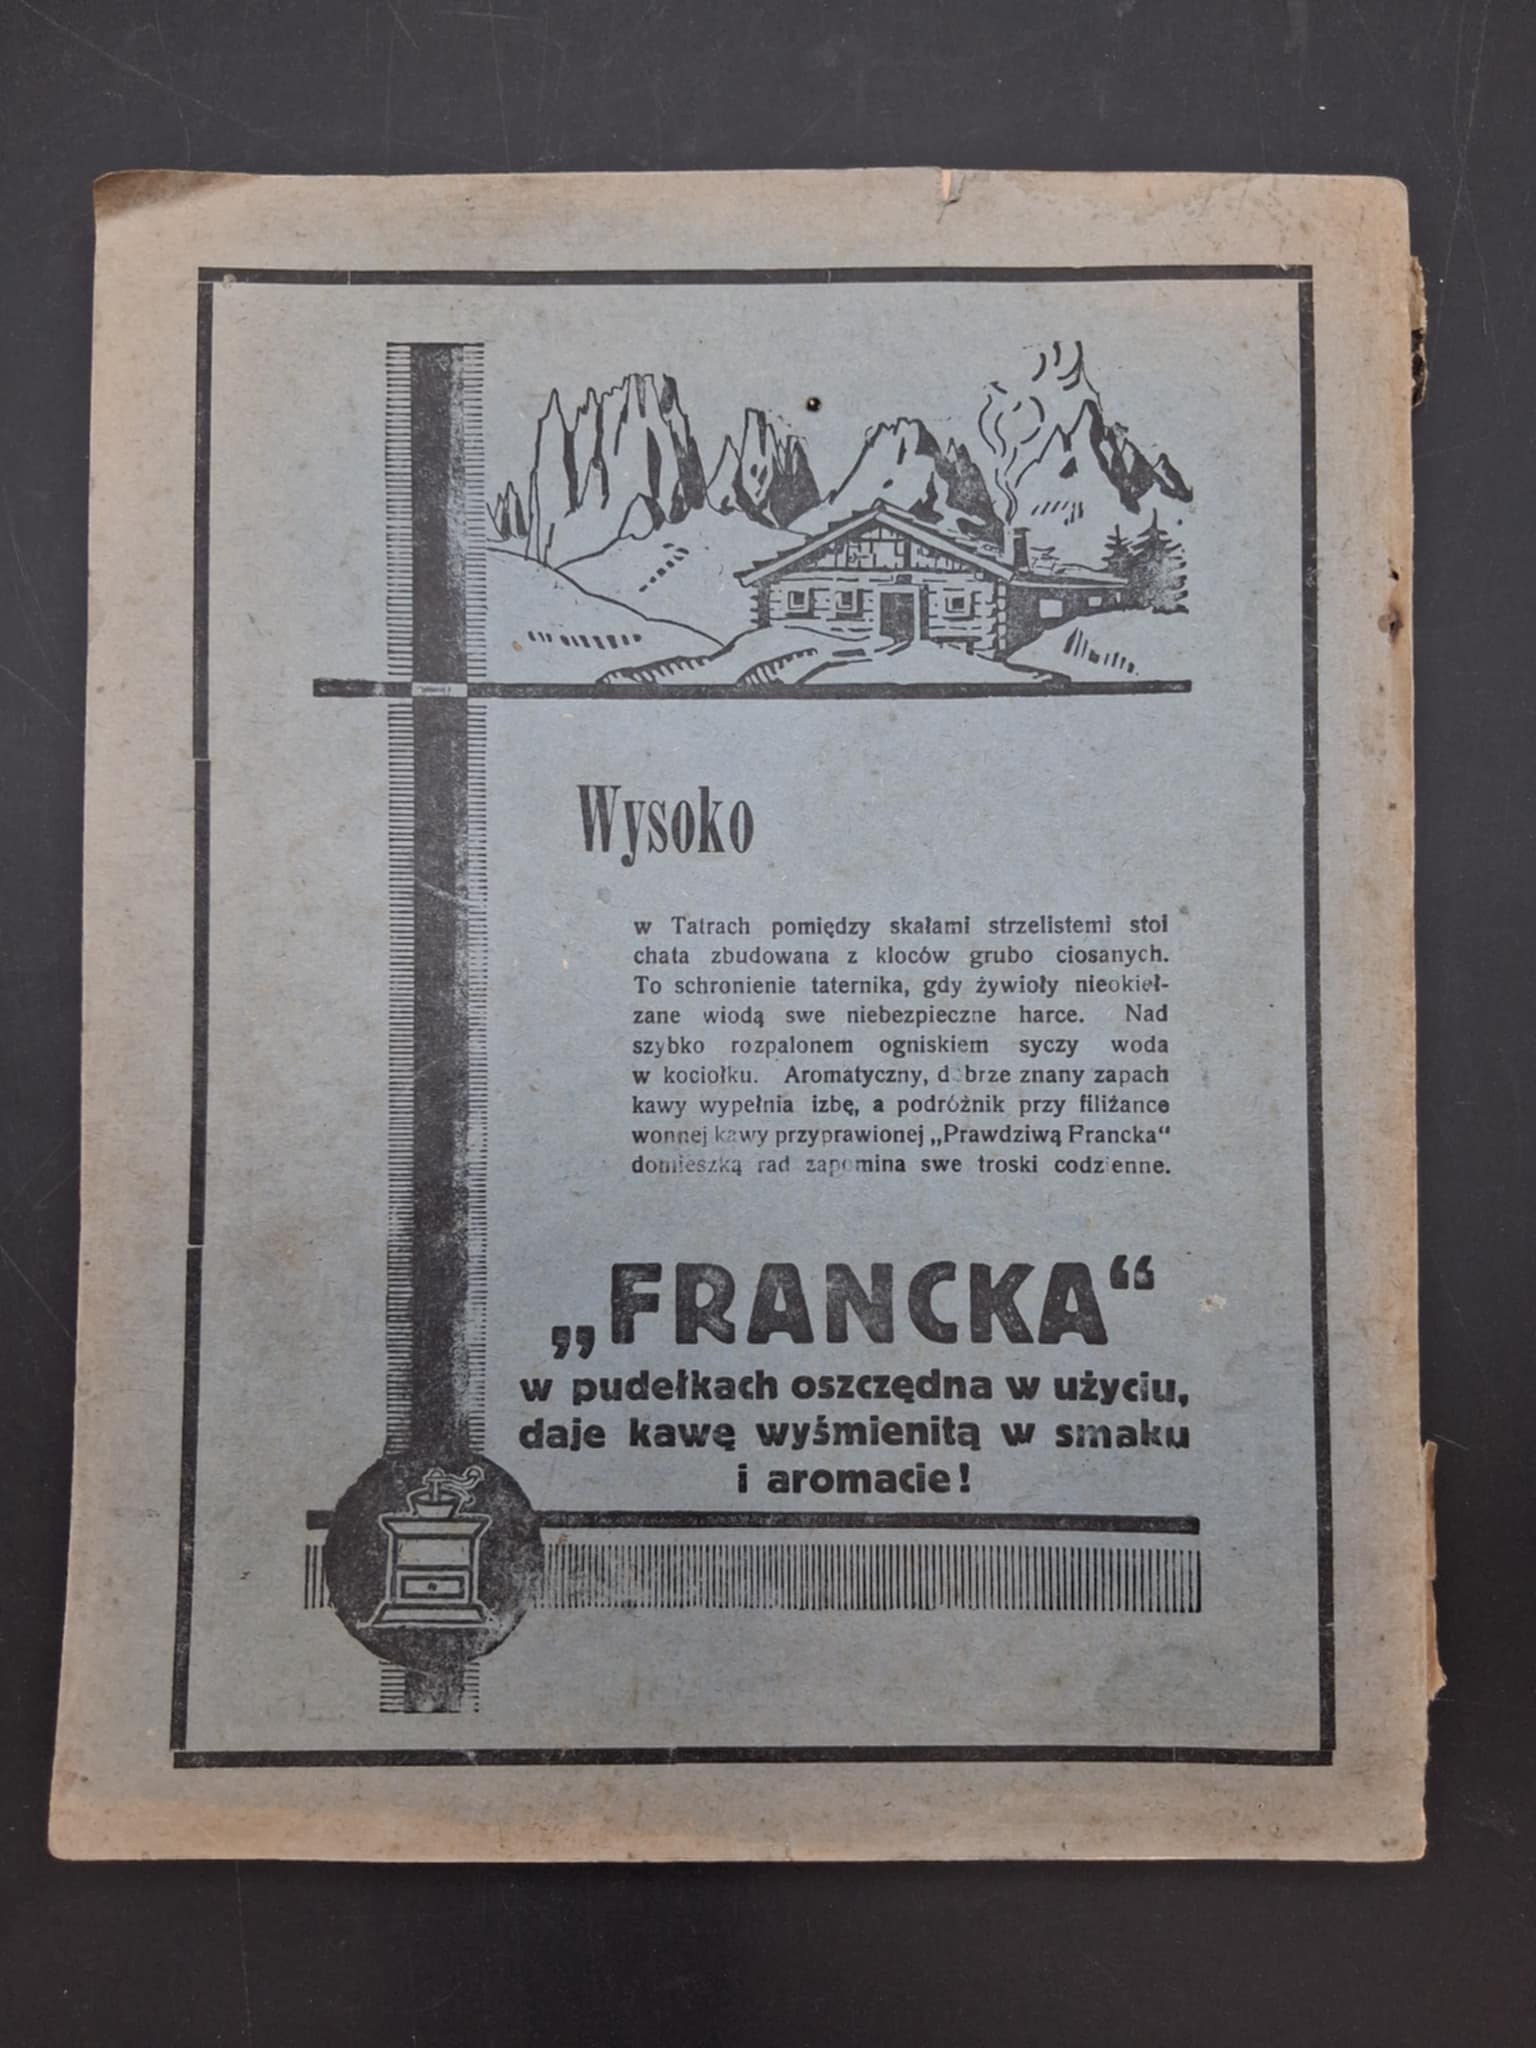 Wysoko
w Tatrach pomiędzy skałami strzelistemi stoi
chata zbudowana z kloców grubo ciosanych.
To schronienie taternika, gdy żywioły nieokieł-
zane wiodą swe niebezpieczne harce. Nad
szybko rozpalonem ogniskiem syczy woda
w kociołku. Aromatyczny, dobrze znany zapach
kawy wypełnia izbę, a podróżnik przy filiżance
wonnej kawy przyprawionej „Prawdziwą Francka“
domieszką rad zapomina swe troski codzienne.
„FRANCKA“
w pudełkach oszczędna w użyciu,
daje kawę wyśmienitą w smaku
i aromacie!